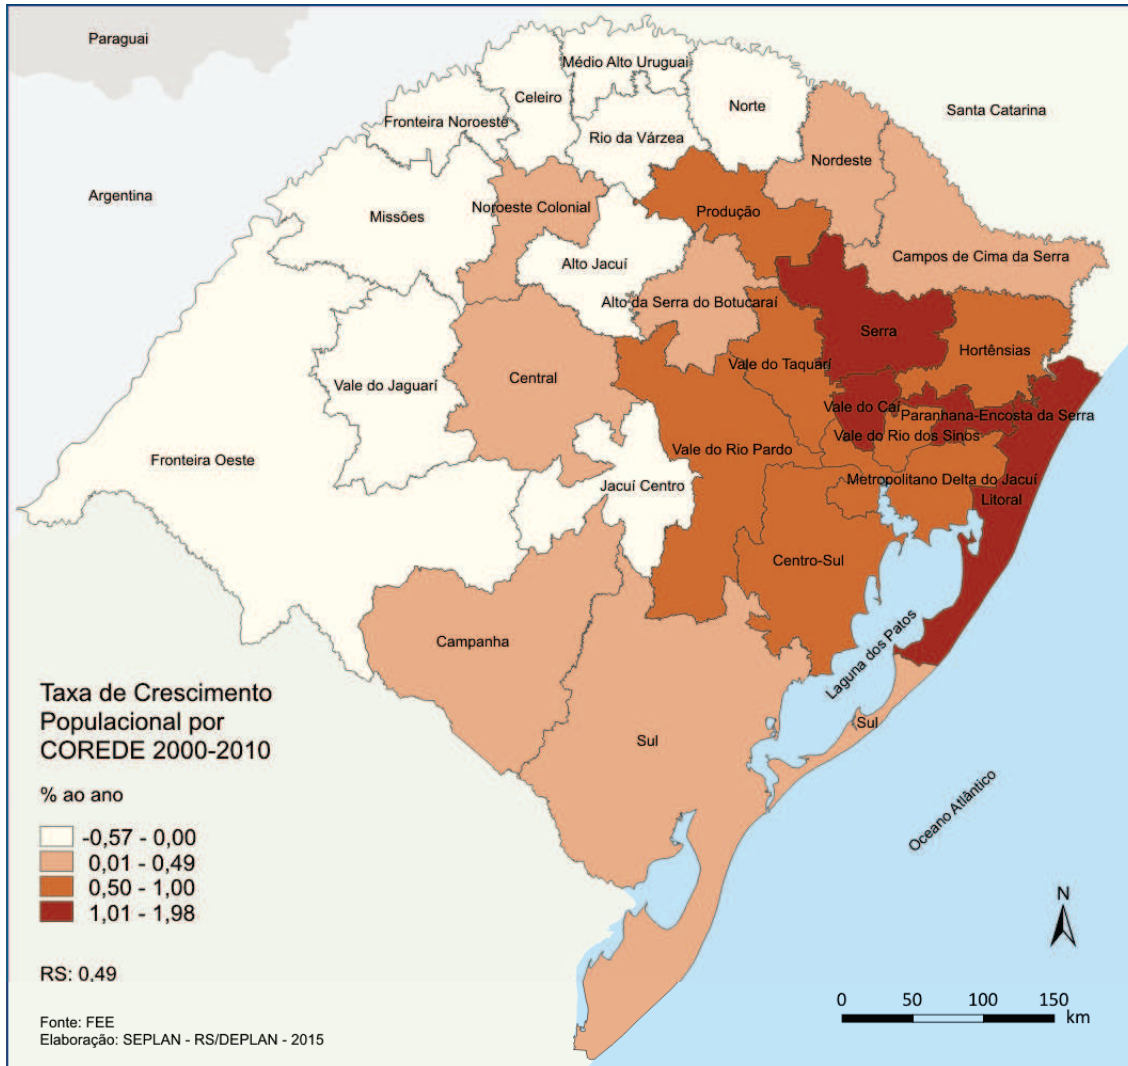 Paraguai
Médio Alto Uruguai
Celeiro
Norte
Santa Catarina
Fronteira Noroeste
Rio da Várzea
Nordeste
Argentina
Missões
Noroeste Colonial
Produção
Alto Jacuí
Campos de Cima da Serra
Alto da Serra do Botucaraí
Serra
Hortênsias
Vale do Taquarí
Central
Vale do Jaguarí
Vale do Caí
Paranhana-Encosta da Serra
Vale do Rio dos Sinos
Vale do Rio Pardo
Fronteira Oeste
Metropolitano Delta do Jacuí
Jacuí Centro
Litoral
Centro-Sul
Campanha
Laguna dos Patos
Sul
Sul
Oceano Atlântico
Taxa de Crescimento
Populacional por
COREDE 2000-2010
% ao ano
-0,57 - 0,00
0,01 - 0,49
0,50 - 1,00
1,01 - 1,98
RS: 0,49
N
0 50 100 150
km
Fonte: FEE
Elaboração: SEPLAN - RS/DEPLAN - 2015